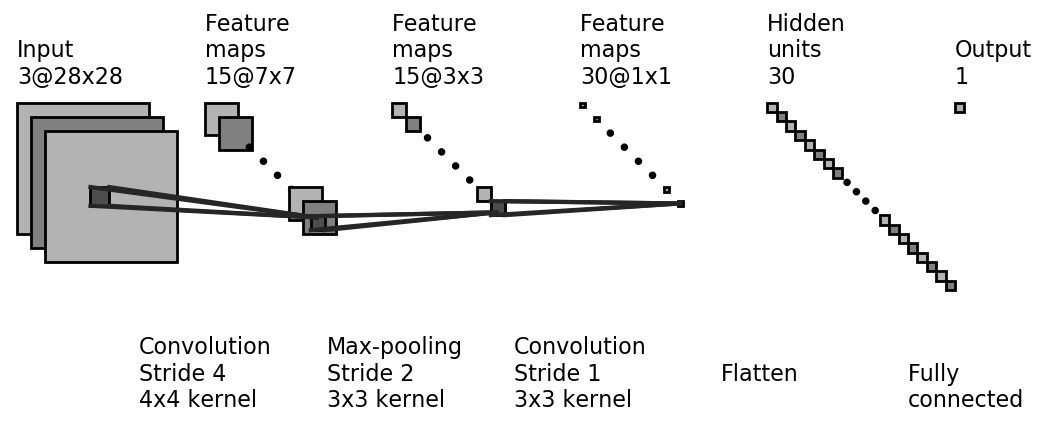 Input
3@28x28
Feature
maps
15@7x7
Feature
maps
15@3x3
Feature
maps
30@1x1
Hidden
units
30
Output
1
Convolution
Stride 4
4x4 kernel
Max-pooling
Stride 2
3x3 kernel
Convolution
Stride 1
3x3 kernel
Flatten
Fully
connected